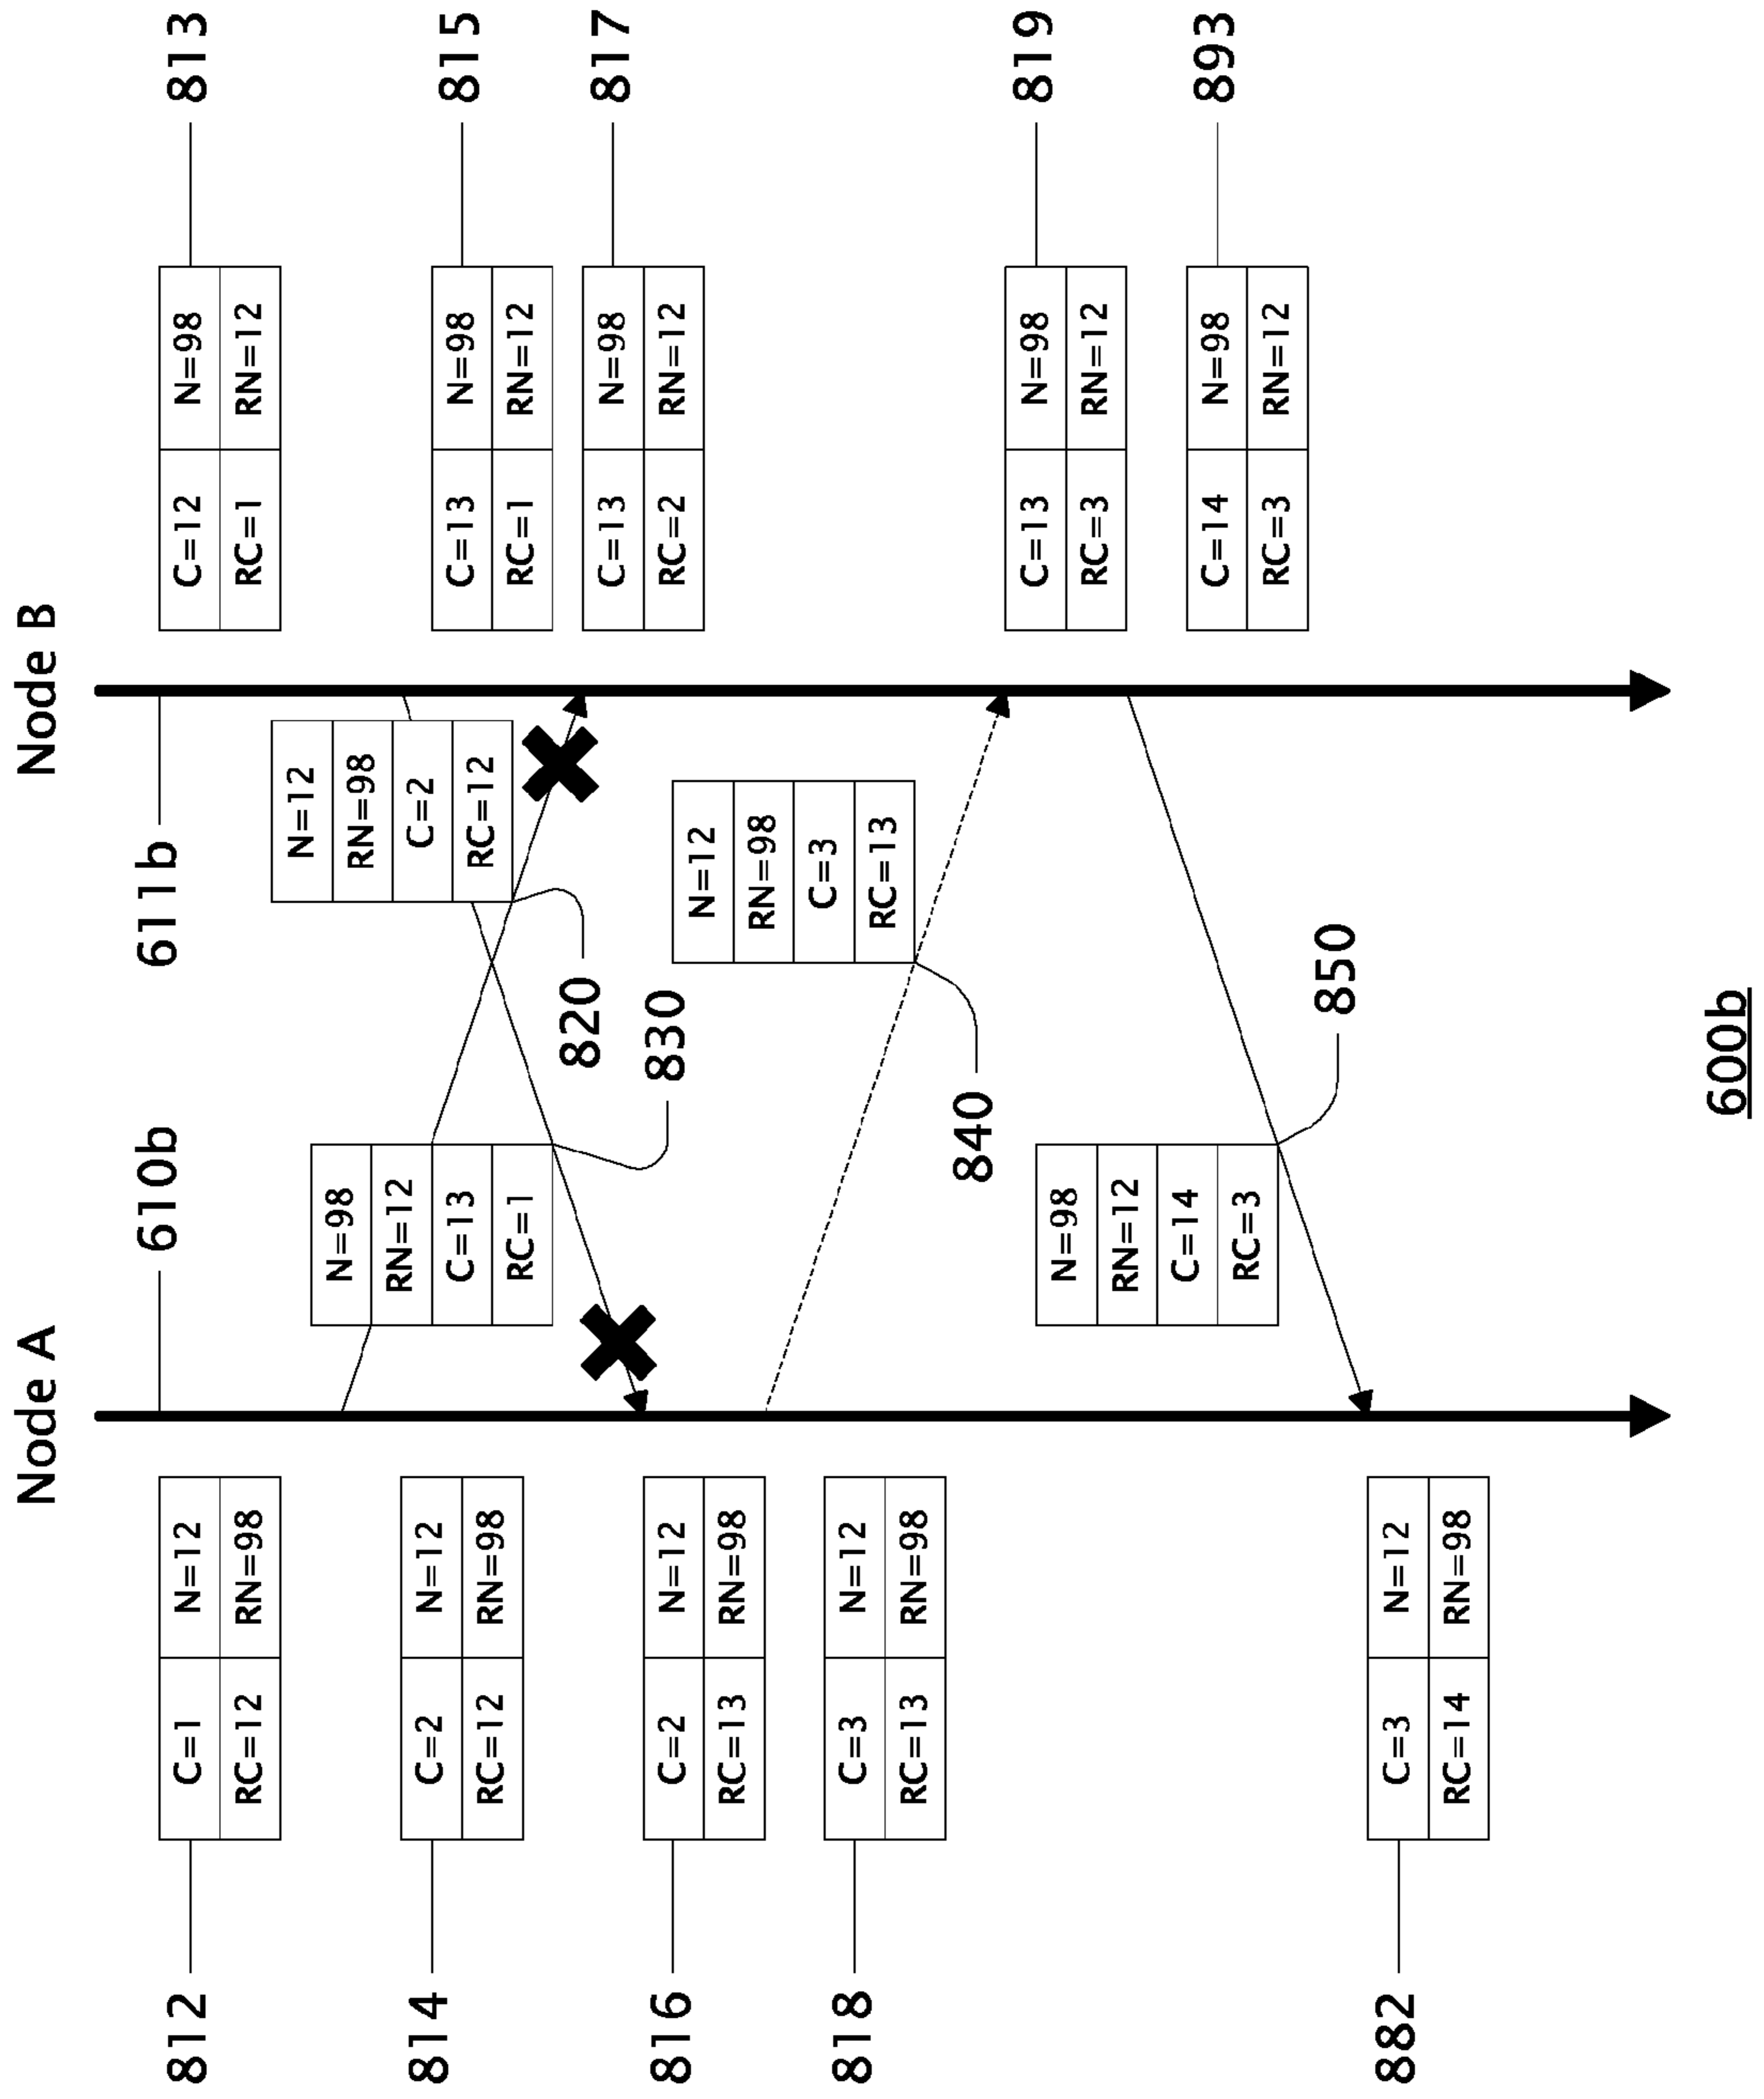 Node A
Node B
610b
611b
812
C=1
N=12
RC=12
RN=98
C=12
N=98
RC=1
RN=12
813
N=12
RN=98
C=2
RC=12
820
N=98
RN=12
C=13
RC=1
830
814
C=2
N=12
RC=12
RN=98
C=13
N=98
RC=1
RN=12
815
C=13
N=98
RC=2
RN=12
817
816
C=2
N=12
RC=13
RN=98
N=12
RN=98
C=3
RC=13
840
818
C=3
N=12
RC=13
RN=98
C=13
N=98
RC=3
RN=12
819
N=98
RN=12
C=14
RC=3
850
C=14
N=98
RC=3
RN=12
893
882
C=3
N=12
RC=14
RN=98
600b